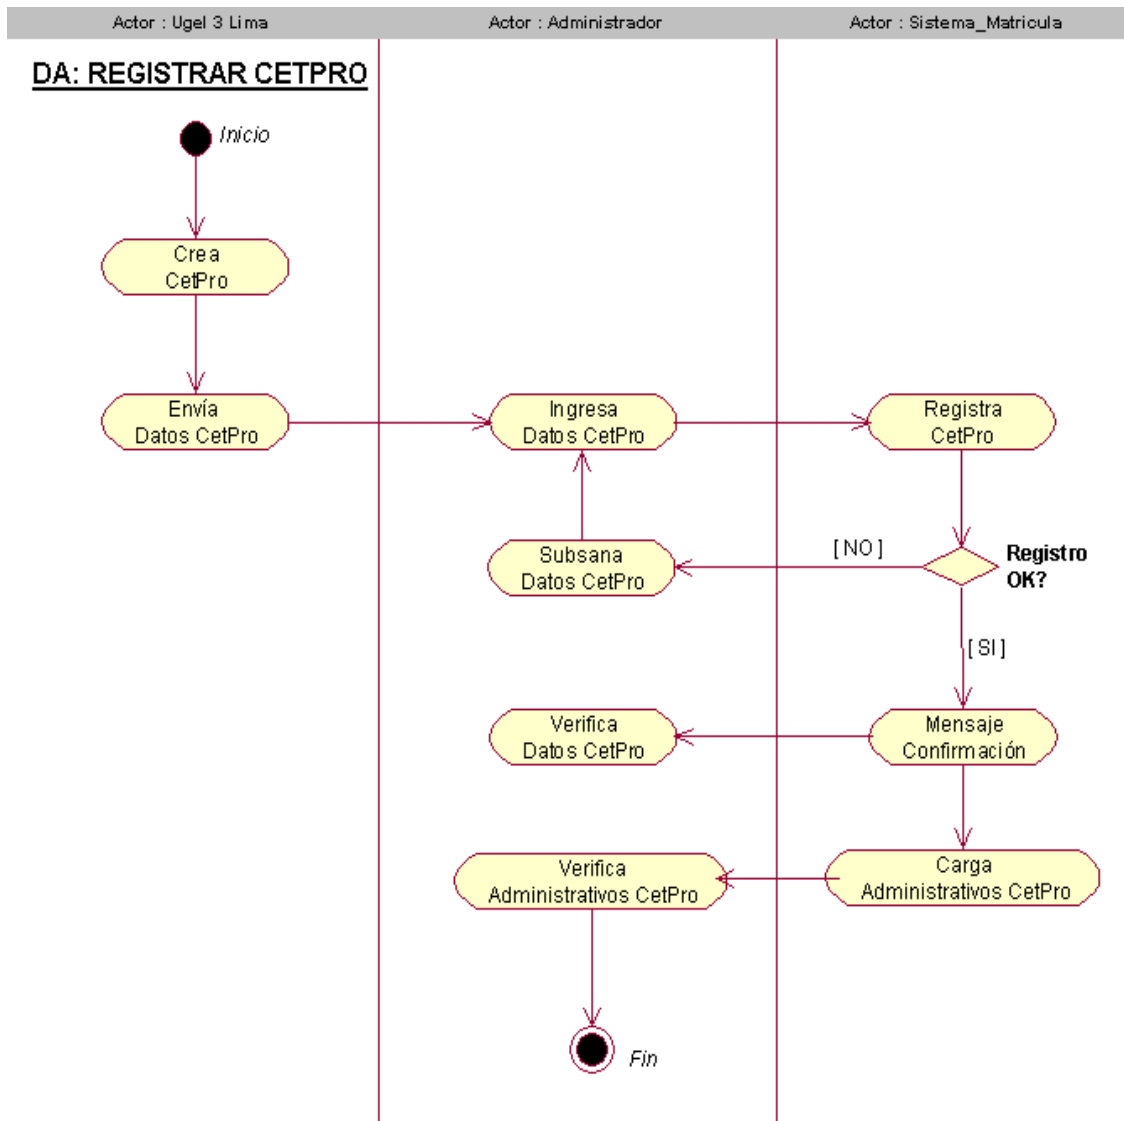 Actor : Ugel 3 Lima
Actor : Administrador
Actor : Sistema_Matricula
DA: REGISTRAR CETPRO
Inicio
Crea
CetPro
Envía
Datos CetPro
Ingresa
Datos CetPro
Registra
CetPro
Subsana
Datos CetPro
[ NO ]
Registro
OK?
[ SI ]
Verifica
Datos CetPro
Mensaje
Confirmación
Verifica
Administrativos CetPro
Carga
Administrativos CetPro
Fin